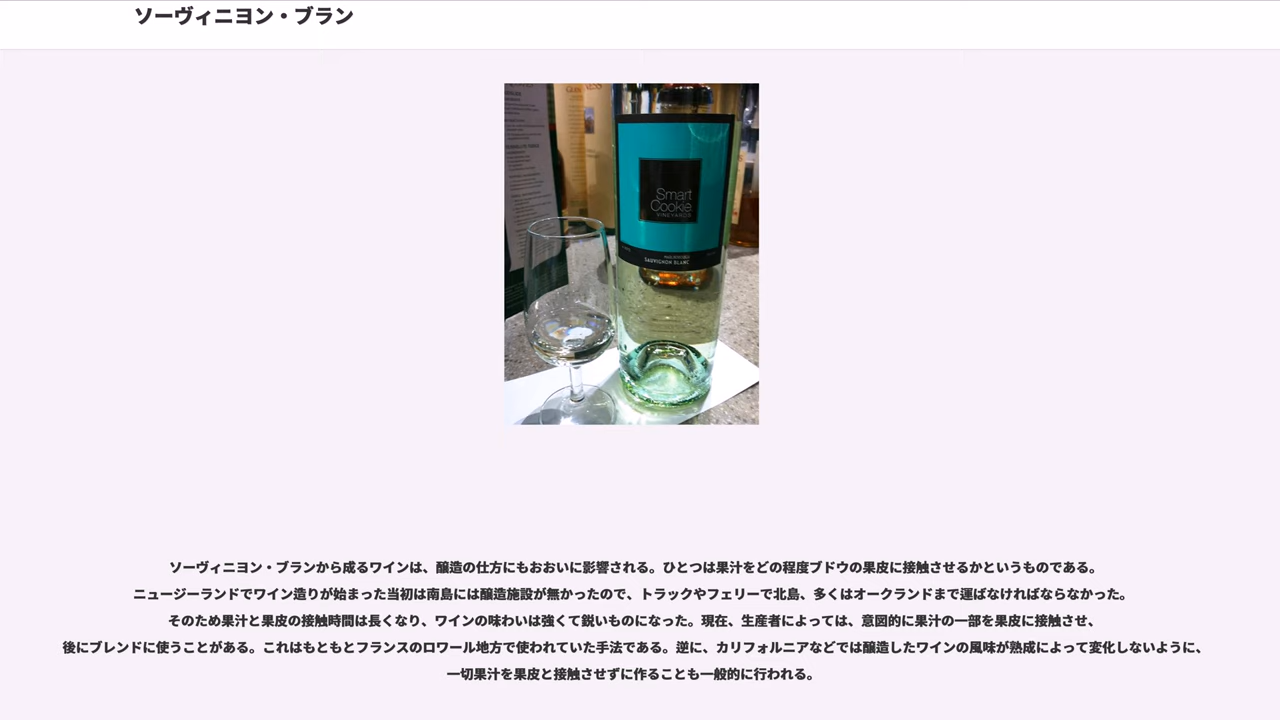 ソーヴィニヨン・ブラン
Smart
Cookie
VINEYARDS
SAUVIGNON BLANC
ソーヴィニヨン・ブランから成るワインは、醸造の仕方にもおおいに影響される。ひとつは果汁をどの程度ブドウの果皮に接触させるかというものである。
ニュージーランドでワイン造りが始まった当初は南島には醸造施設が無かったので、トラックやフェリーで北島、多くはオークランドまで運ばなければならなかった。
そのため果汁と果皮の接触時間は長くなり、ワインの味わいは強くて鋭いものになった。現在、生産者によっては、意図的に果汁の一部を果皮に接触させ、
後にブレンドに使うことがある。これはもともとフランスのロワール地方で使われていた手法である。逆に、カリフォルニアなどでは醸造したワインの風味が熟成によって変化しないように、
一切果汁を果皮と接触させずに作ることも一般的に行われる。